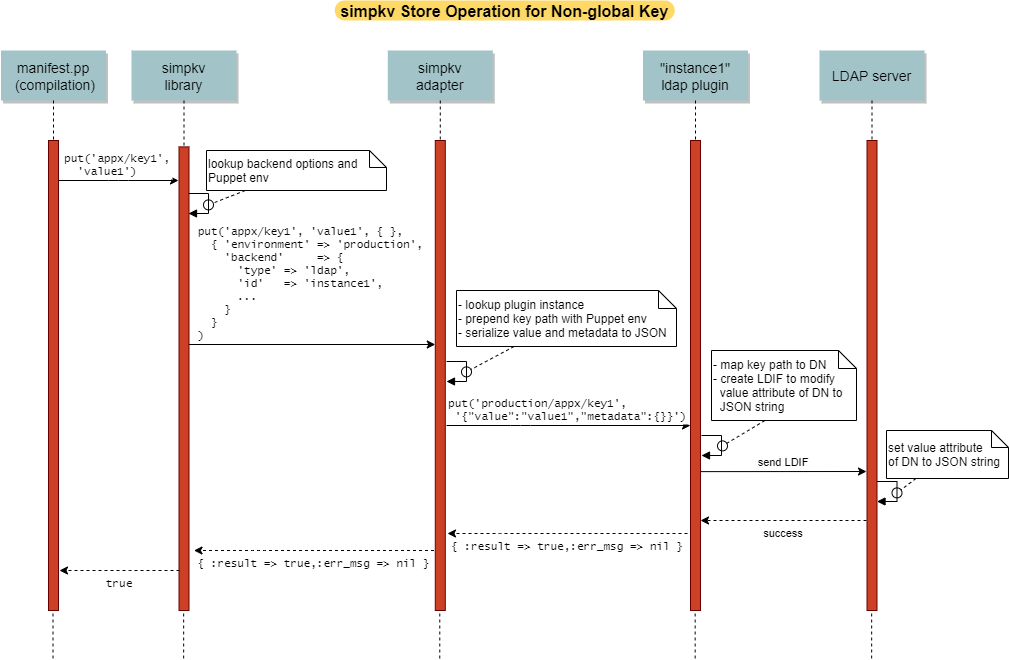 simpkv Store Operation for Non-global Key
manifest.pp
(compilation)
simpkv
library
simpkv
adapter
"instance1"
ldap plugin
LDAP server
put('appx/key1',
'value1')
lookup backend options and
Puppet env
put('appx/key1', 'value1', { },
{ 'environment' => 'production',
'backend'     => {
'type' => 'ldap',
'id'   => 'instance1',
...
}
}
)
- lookup plugin instance
- prepend key path with Puppet env
- serialize value and metadata to JSON
- map key path to DN
- create LDIF to modify
value attribute of DN to
JSON string
put('production/appx/key1',
'{"value":"value1","metadata":{}}')
set value attribute
of DN to JSON string
send LDIF
success
{ :result => true,:err_msg => nil }
{ :result => true,:err_msg => nil }
true